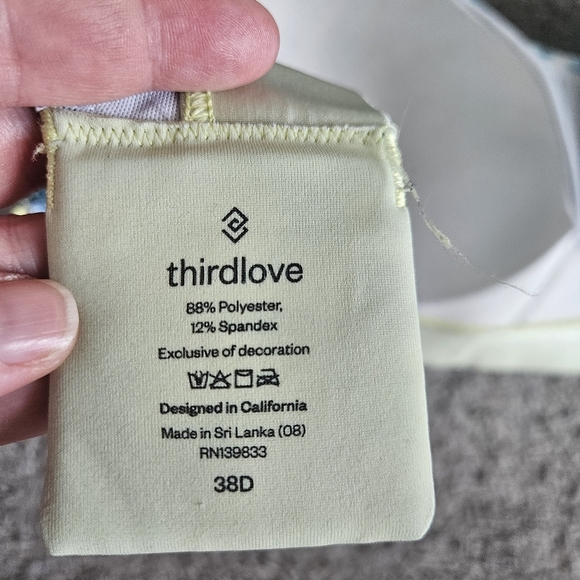 thirdlove
88% Polyester,
12% Spandex
Exclusive of decoration
Designed in California
Made in Sri Lanka (08)
RN139833
38D